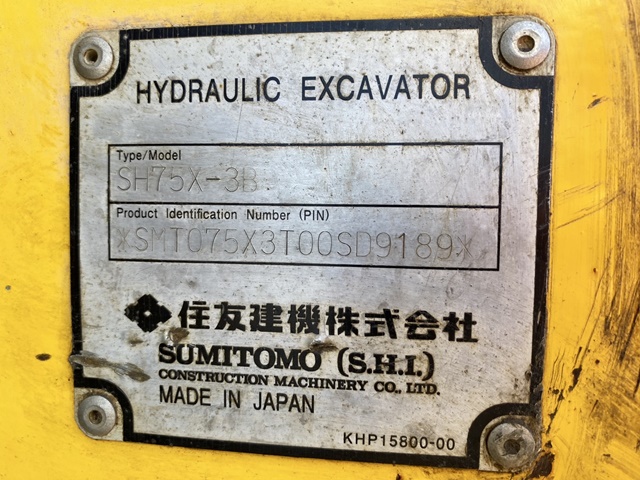 HYDRAULIC EXCAVATOR
Type/Model
SH75X-3B
Product Identification Number (PIN)
*SMT075X3T00SD9189*
住友建機株式会社
SUMITOMO (S.H.I.)
CONSTRUCTION MACHINERY CO., LTD.
MADE IN JAPAN
KHP15800-00